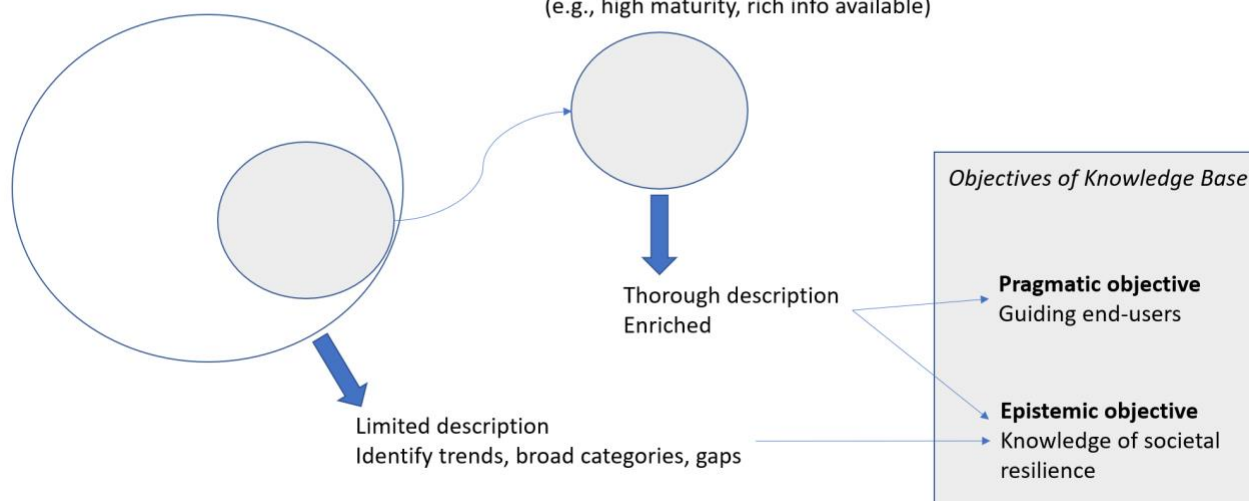 (e.g., high maturity, rich info available)
Objectives of Knowledge Base
Thorough description
Enriched
Pragmatic objective
Guiding end-users
Limited description
Identify trends, broad categories, gaps
Epistemic objective
Knowledge of societal
resilience